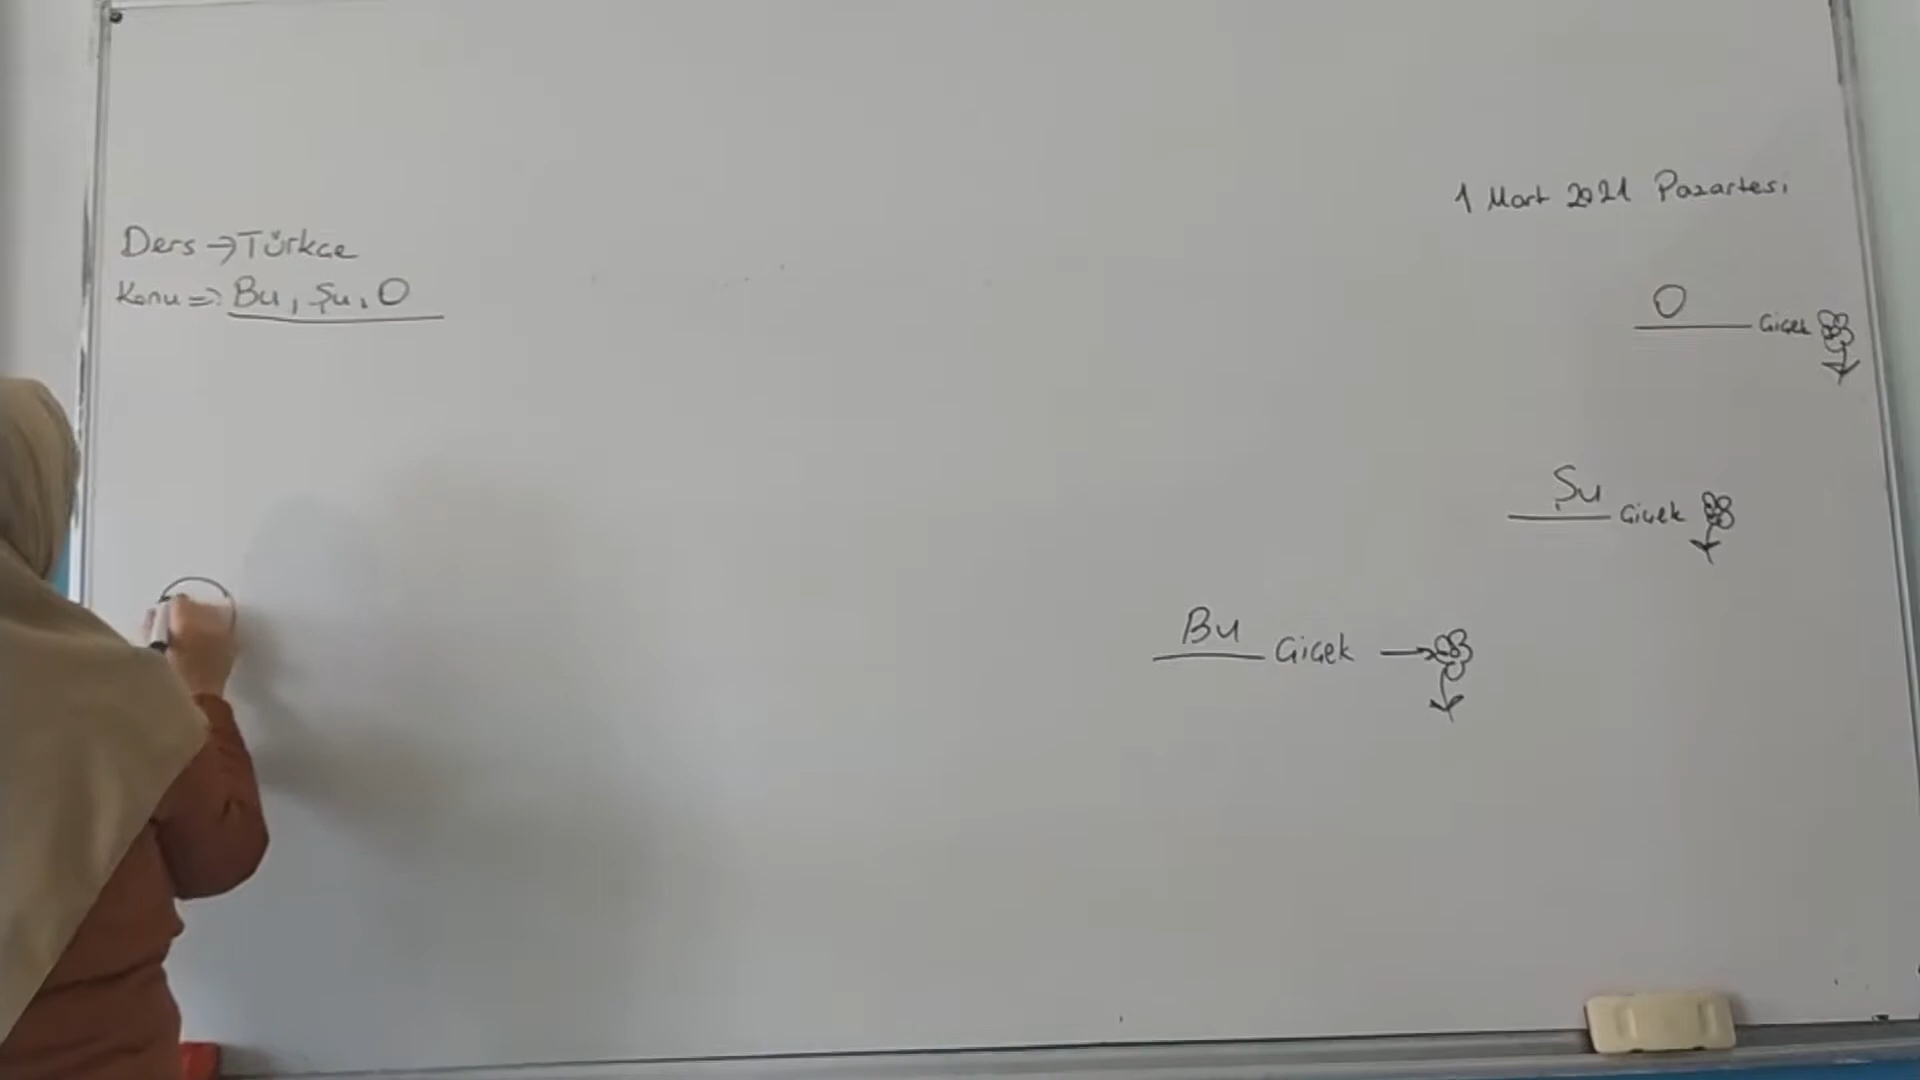 1 Mart 2021 Pazartesi
Ders → Türkçe
Konu => Bu, Şu, O
O Çiçek
Şu Çiçek
Bu Çiçek →